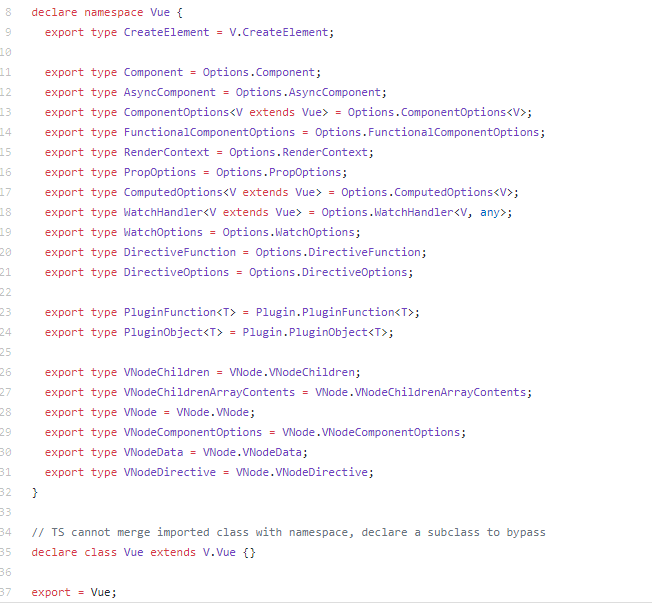 8 declare namespace Vue {
9 export type CreateElement = V.CreateElement;
10
11 export type Component = Options.Component;
12 export type AsyncComponent = Options.AsyncComponent;
13 export type ComponentOptions<V extends Vue> = Options.ComponentOptions<V>;
14 export type FunctionalComponentOptions = Options.FunctionalComponentOptions;
15 export type RenderContext = Options.RenderContext;
16 export type PropOptions = Options.PropOptions;
17 export type ComputedOptions<V extends Vue> = Options.ComputedOptions<V>;
18 export type WatchHandler<V extends Vue> = Options.WatchHandler<V, any>;
19 export type WatchOptions = Options.WatchOptions;
20 export type DirectiveFunction = Options.DirectiveFunction;
21 export type DirectiveOptions = Options.DirectiveOptions;
22
23 export type PluginFunction<T> = Plugin.PluginFunction<T>;
24 export type PluginObject<T> = Plugin.PluginObject<T>;
25
26 export type VNodeChildren = VNode.VNodeChildren;
27 export type VNodeChildrenArrayContents = VNode.VNodeChildrenArrayContents;
28 export type VNode = VNode.VNode;
29 export type VNodeComponentOptions = VNode.VNodeComponentOptions;
30 export type VNodeData = VNode.VNodeData;
31 export type VNodeDirective = VNode.VNodeDirective;
32 }
33
34 // TS cannot merge imported class with namespace, declare a subclass to bypass
35 declare class Vue extends V.Vue {}
36
37 export = Vue;